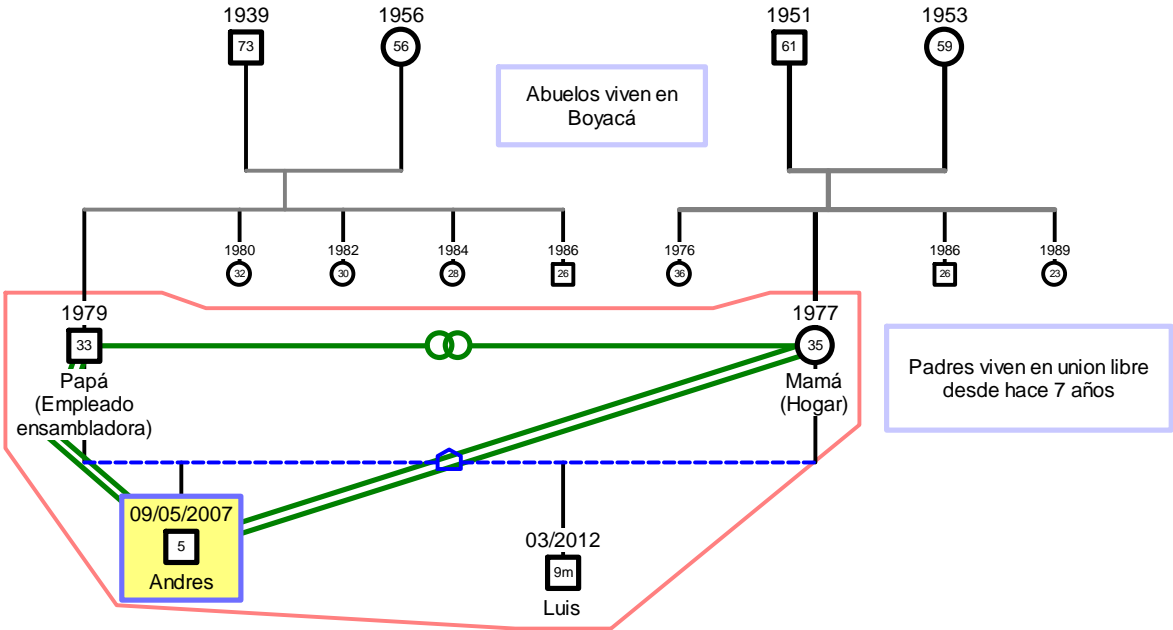 1939
1956
1951
1953
73
56
61
59
Abuelos viven en
Boyacá
1980
1982
1984
1986
1976
1986
1989
32
30
28
26
36
26
23
1979
1977
33
35
Papá
(Empleado
ensambladora)
Mamá
(Hogar)
Padres viven en union libre
desde hace 7 años
09/05/2007
5
Andres
03/2012
9m
Luis